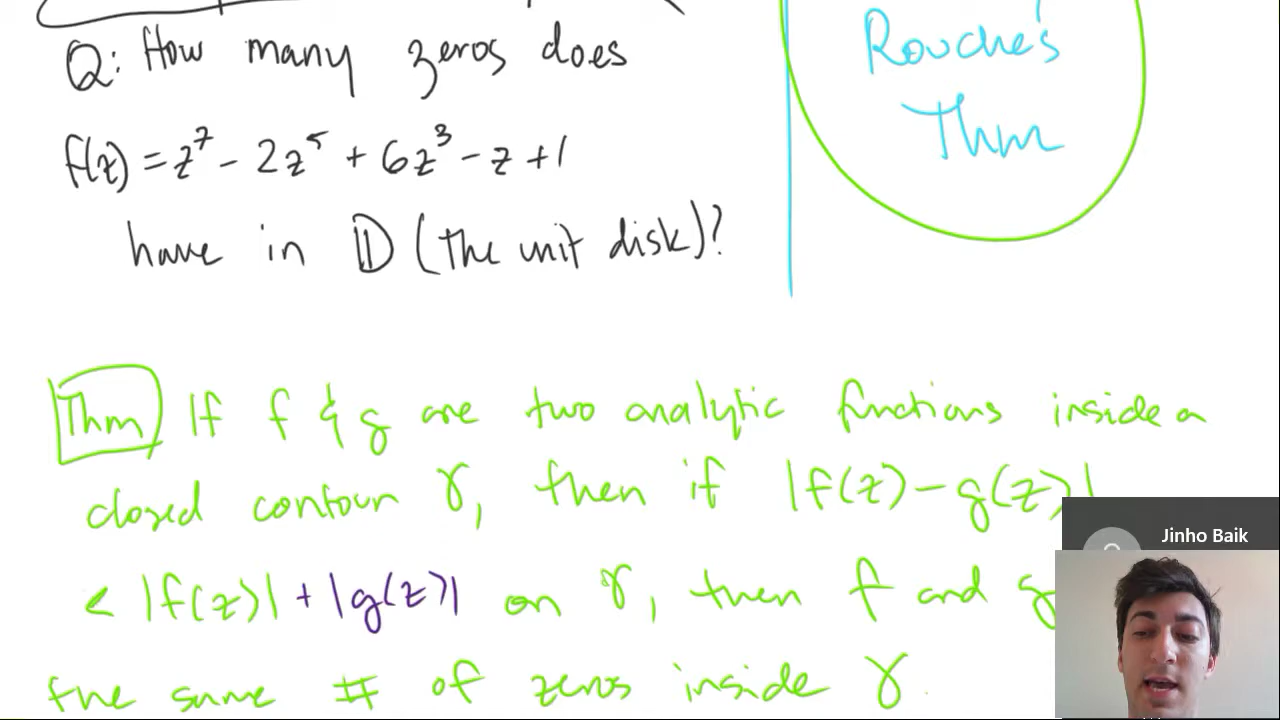 Q: How many zeros does
f(z) = z⁷ - 2z⁵ + 6z³ - z + 1
have in 𝔻 (the unit disk)?
Rouche's
Thm
Thm If f & g are two analytic functions inside a
closed contour γ, then if |f(z) - g(z)|
< |f(z)| + |g(z)| on γ, then f and g
the same # of zeros inside γ.
Jinho Baik